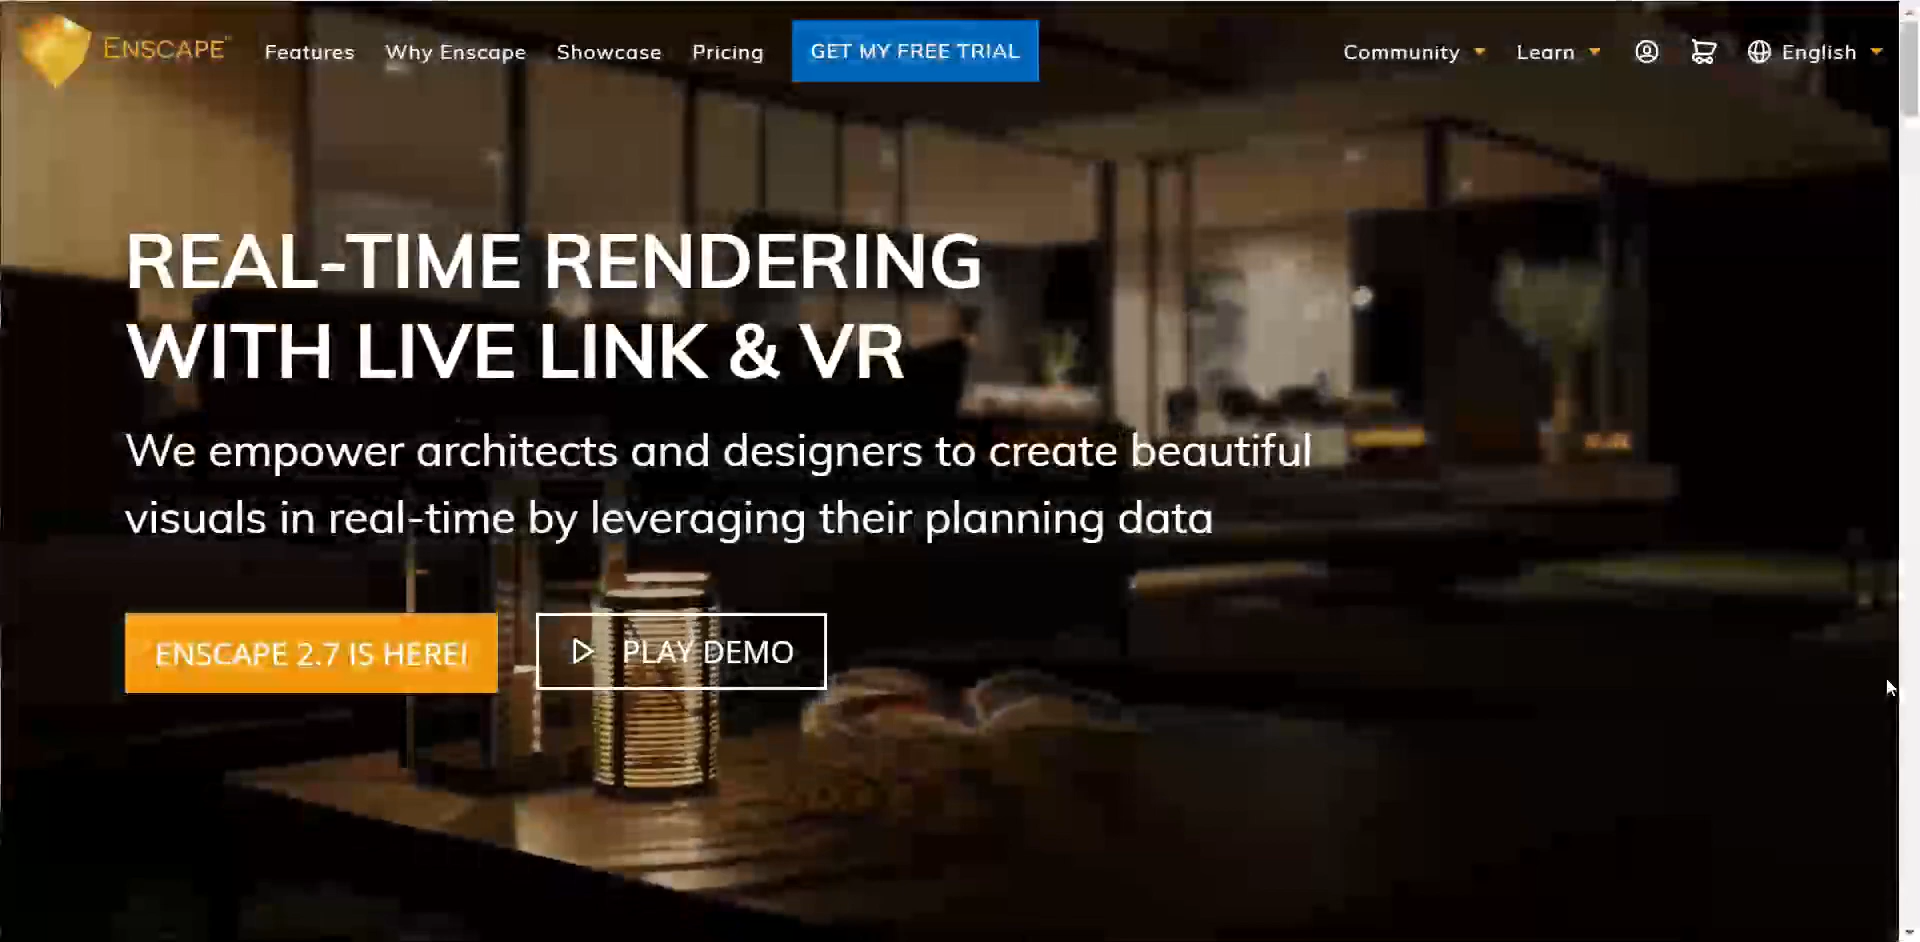 ENSCAPE™
Features
Why Enscape
Showcase
Pricing
GET MY FREE TRIAL
Community
Learn
English
REAL-TIME RENDERING
WITH LIVE LINK & VR
We empower architects and designers to create beautiful
visuals in real-time by leveraging their planning data
ENSCAPE 2.7 IS HERE!
PLAY DEMO